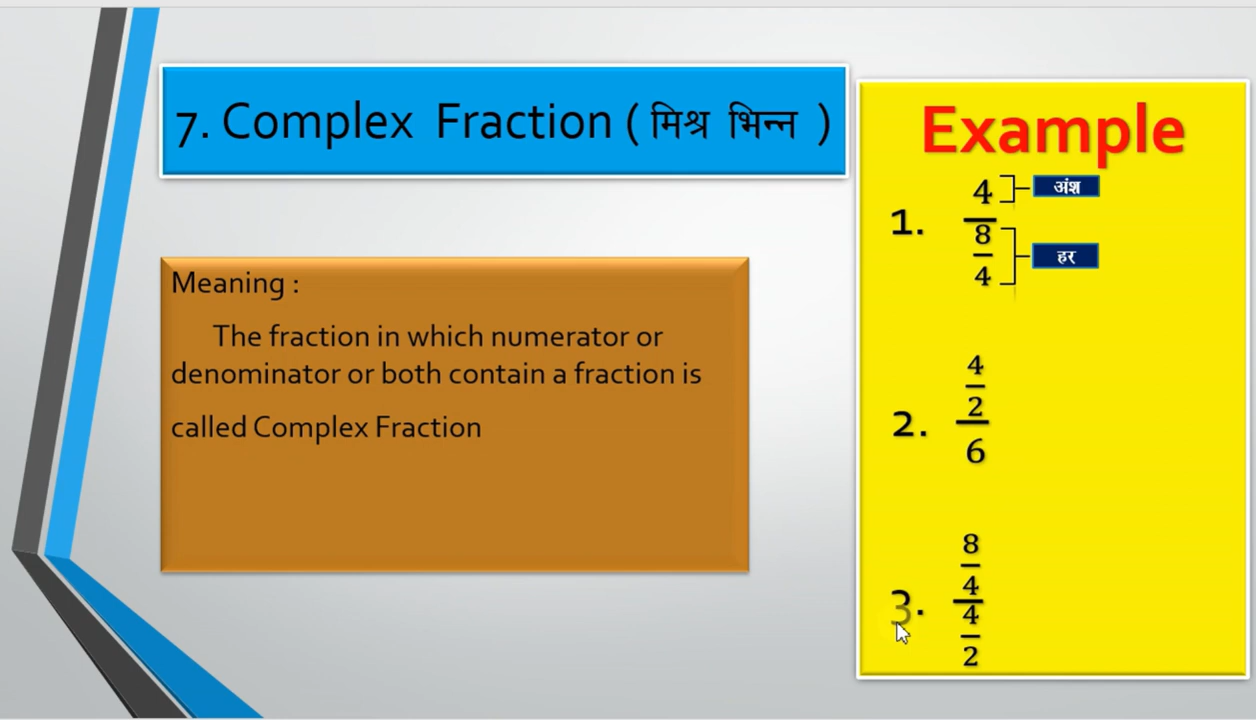 7. Complex Fraction ( मिश्र भिन्न )
Meaning :
The fraction in which numerator or
denominator or both contain a fraction is
called Complex Fraction
Example
1.
4
अंश
8
4
हर
2.
4
2
6
3.
8
4
4
2